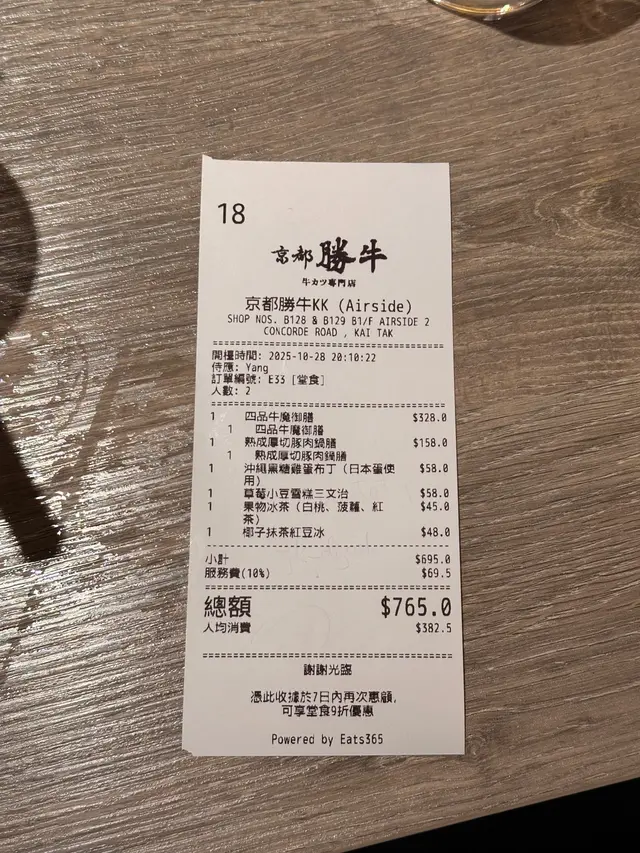 18
京都勝牛
牛カツ専門店
京都勝牛KK (Airside)
SHOP NOS. B128 & B129 B1/F AIRSIDE 2
CONCORDE ROAD , KAI TAK
開檯時間: 2025-10-28 20:10:22
侍應: Yang
訂單編號: E33 [堂食]
人數: 2
1 四品牛魔御膳 $328.0
1 四品牛魔御膳
1 熟成厚切豚肉鍋膳 $158.0
1 熟成厚切豚肉鍋膳
1 沖繩黑糖雞蛋布丁（日本蛋使 $58.0
用）
1 草莓小豆雪糕三文治 $58.0
1 果物冰茶（白桃、菠蘿、紅 $45.0
茶）
1 椰子抹茶紅豆冰 $48.0
小計 $695.0
服務費(10%) $69.5
總額 $765.0
人均消費 $382.5
謝謝光臨
憑此收據於7日內再次惠顧,
可享堂食9折優惠
Powered by Eats365